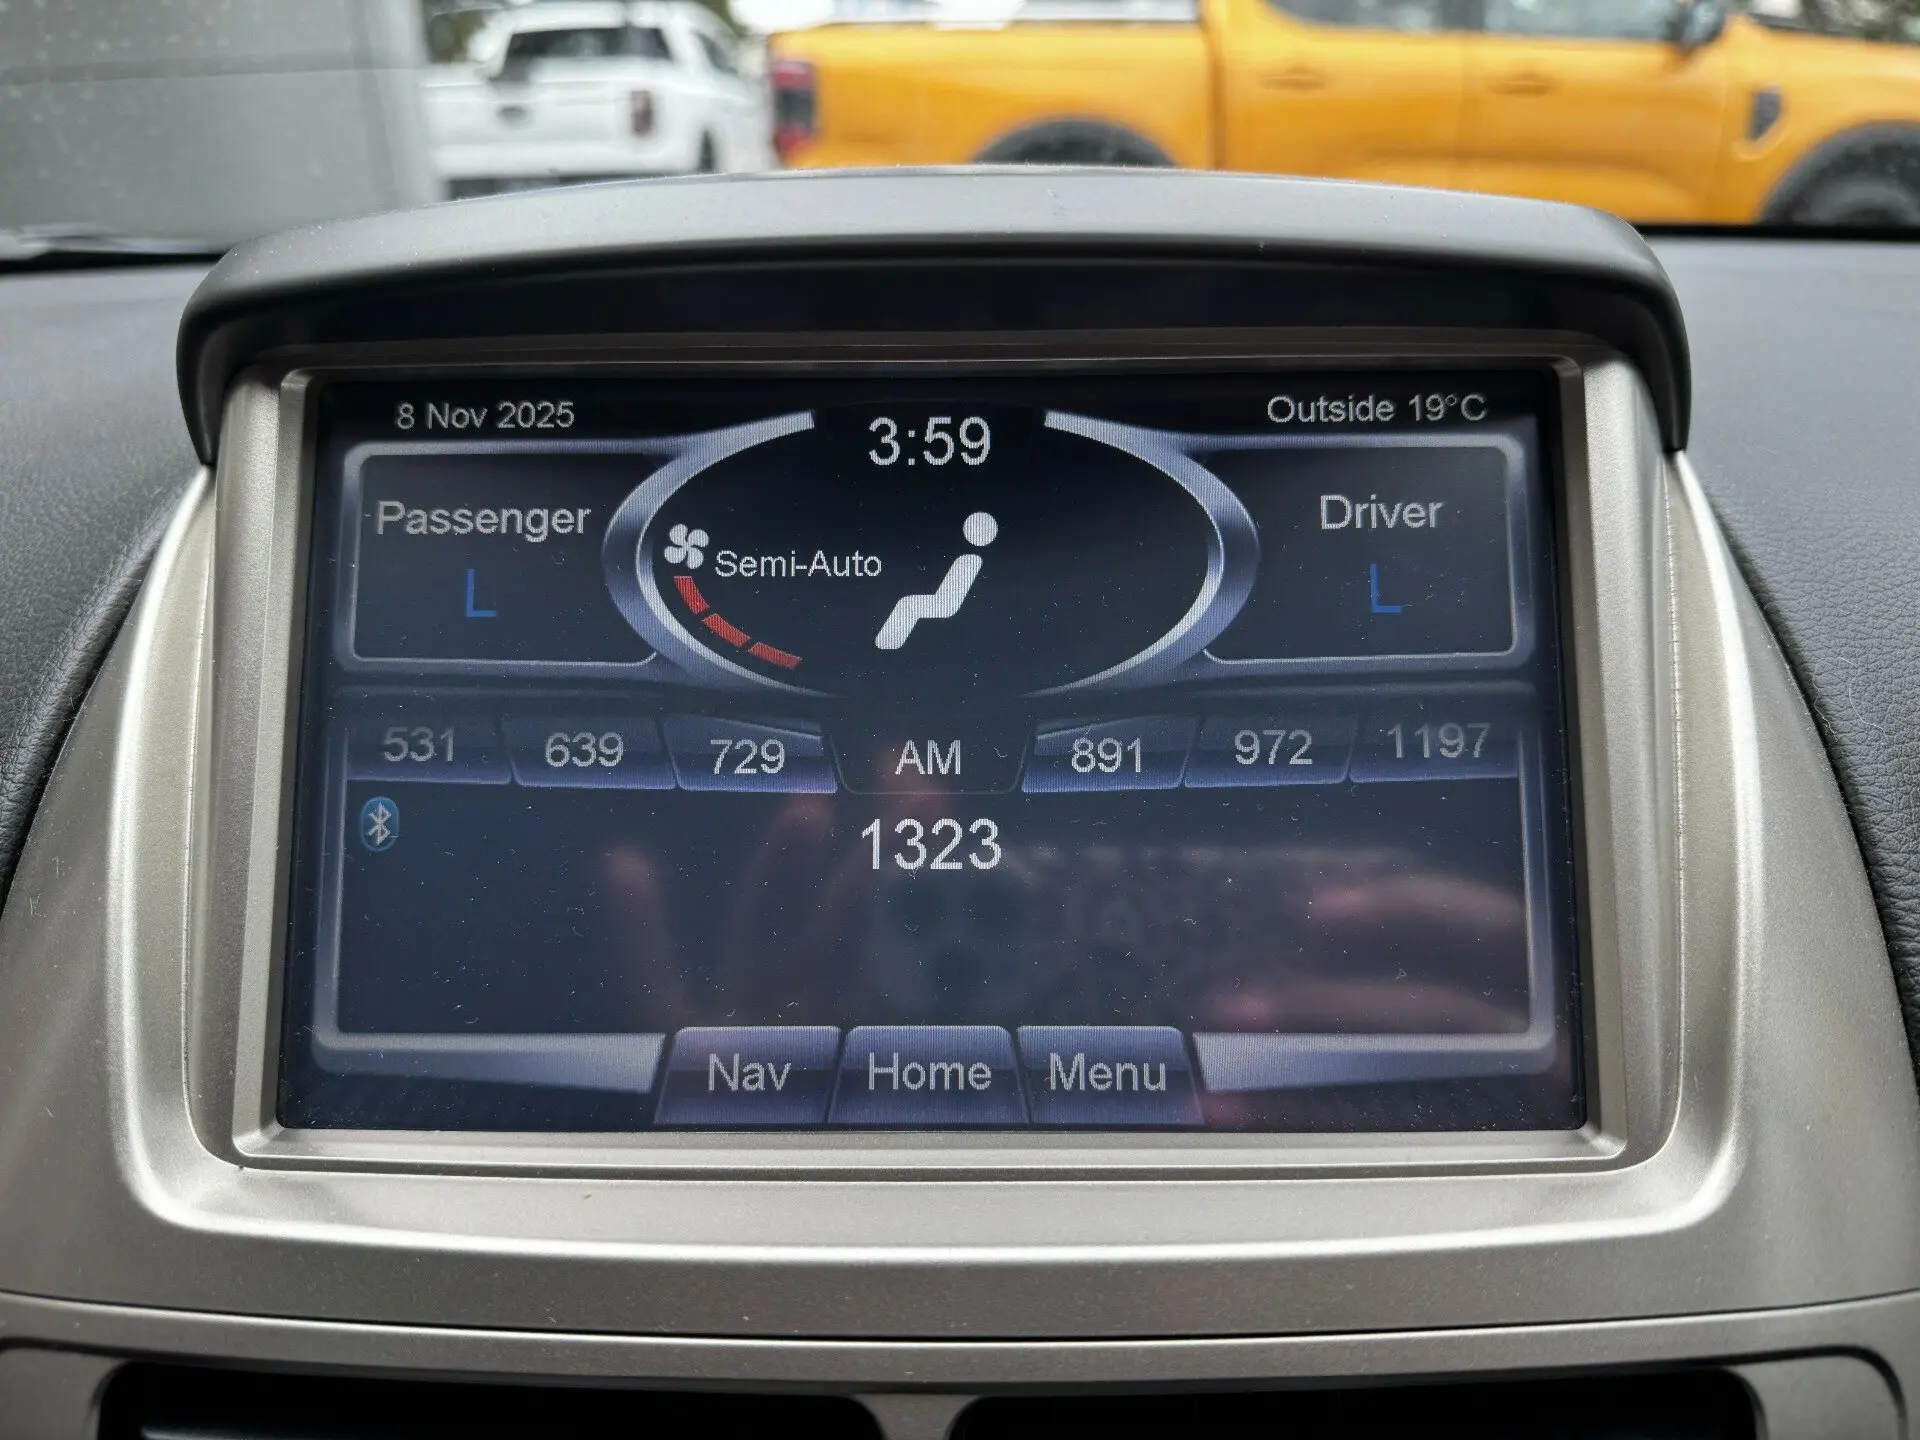 8 Nov 2025
3:59
Outside 19°C
Passenger
L
Semi-Auto
Driver
L
531 639 729 AM 891 972 1197
1323
Nav Home Menu